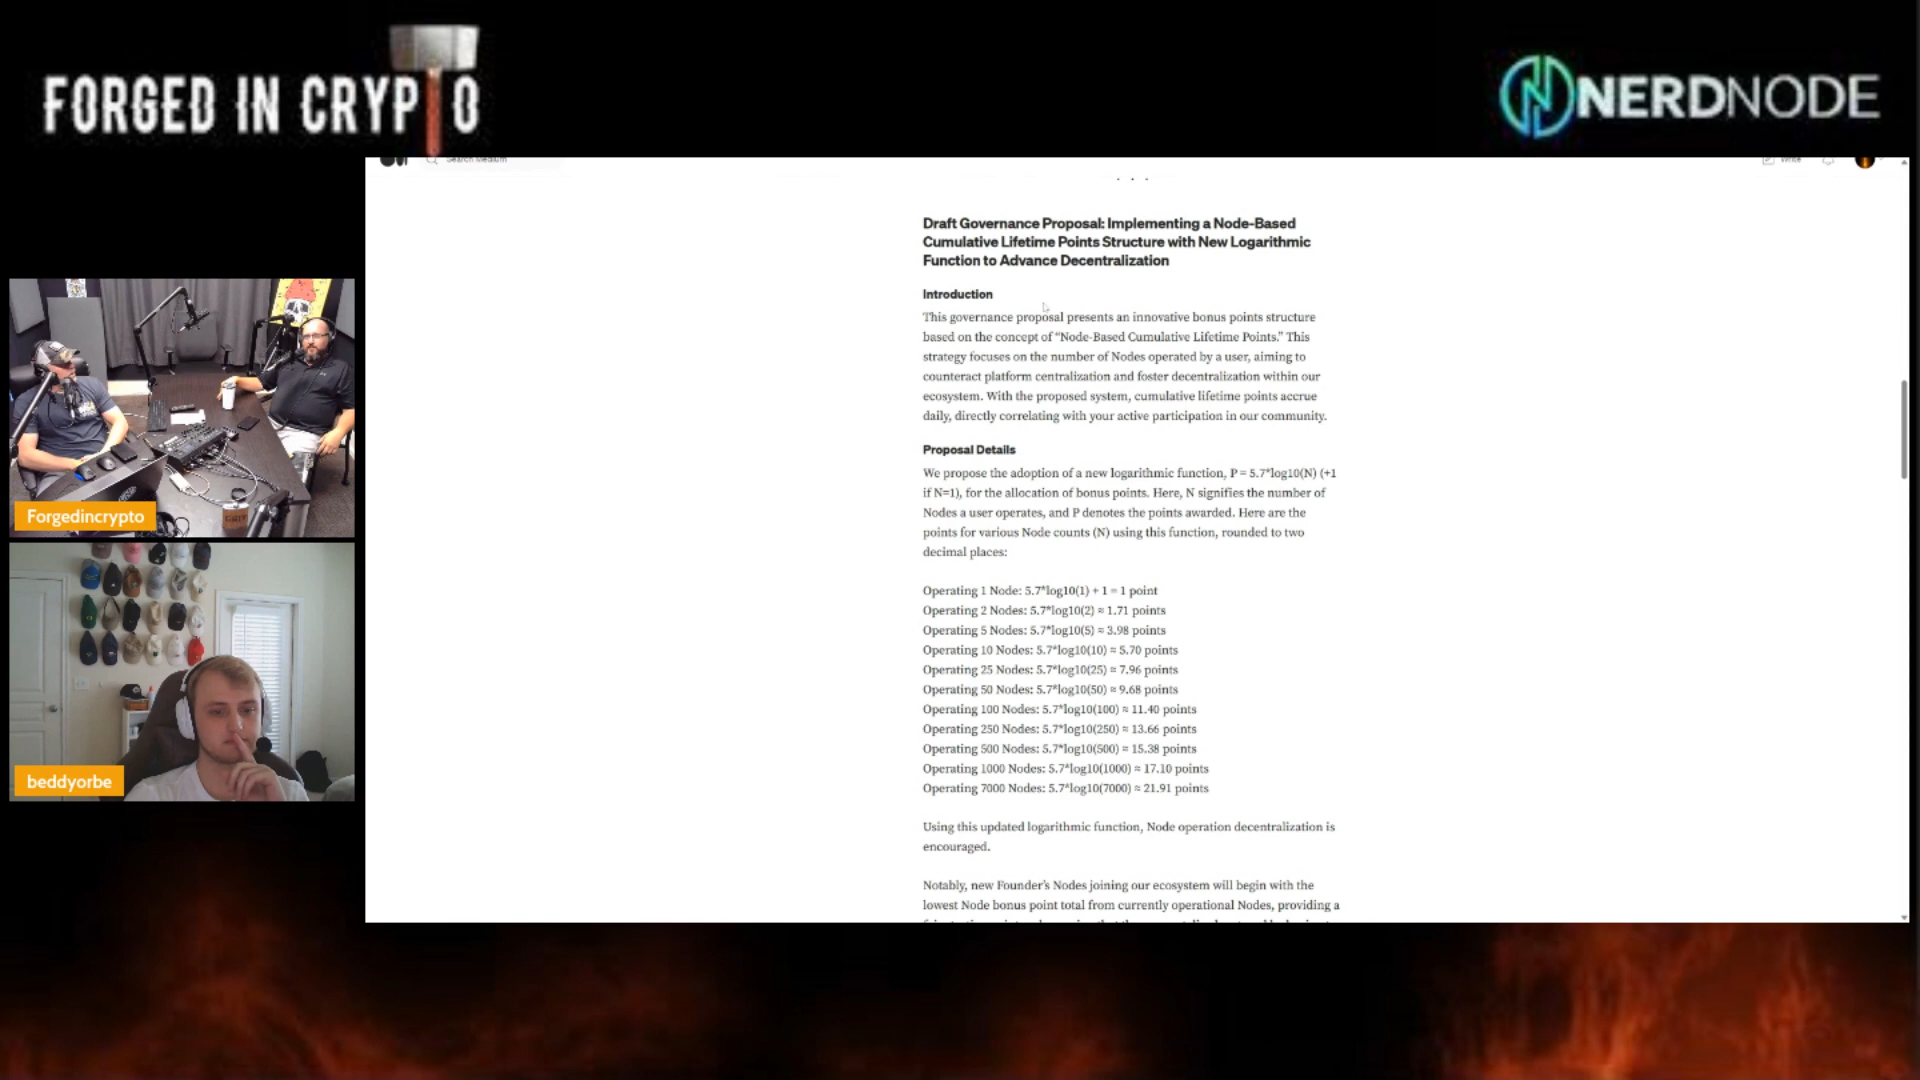 FORGED IN CRYPTO
NERDNODE
Search Medium
Write
Draft Governance Proposal: Implementing a Node-Based
Cumulative Lifetime Points Structure with New Logarithmic
Function to Advance Decentralization
Introduction
This governance proposal presents an innovative bonus points structure
based on the concept of “Node-Based Cumulative Lifetime Points.” This
strategy focuses on the number of Nodes operated by a user, aiming to
counteract platform centralization and foster decentralization within our
ecosystem. With the proposed system, cumulative lifetime points accrue
daily, directly correlating with your active participation in our community.
Proposal Details
We propose the adoption of a new logarithmic function, P = 5.7*log10(N) (+1
if N=1), for the allocation of bonus points. Here, N signifies the number of
Nodes a user operates, and P denotes the points awarded. Here are the
points for various Node counts (N) using this function, rounded to two
decimal places:
Operating 1 Node: 5.7*log10(1) + 1 = 1 point
Operating 2 Nodes: 5.7*log10(2) ≈ 1.71 points
Operating 5 Nodes: 5.7*log10(5) ≈ 3.98 points
Operating 10 Nodes: 5.7*log10(10) ≈ 5.70 points
Operating 25 Nodes: 5.7*log10(25) ≈ 7.96 points
Operating 50 Nodes: 5.7*log10(50) ≈ 9.68 points
Operating 100 Nodes: 5.7*log10(100) ≈ 11.40 points
Operating 250 Nodes: 5.7*log10(250) ≈ 13.66 points
Operating 500 Nodes: 5.7*log10(500) ≈ 15.38 points
Operating 1000 Nodes: 5.7*log10(1000) ≈ 17.10 points
Operating 7000 Nodes: 5.7*log10(7000) ≈ 21.91 points
Using this updated logarithmic function, Node operation decentralization is
encouraged.
Notably, new Founder’s Nodes joining our ecosystem will begin with the
lowest Node bonus point total from currently operational Nodes, providing a
Forgedincrypto
beddyorbe